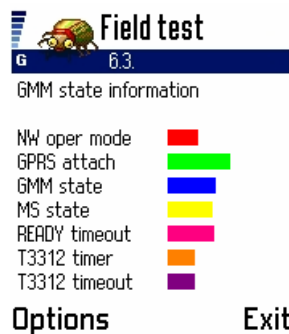 Field test
G 6.3.
GMM state information
NW oper mode
GPRS attach
GMM state
MS state
READY timeout
T3312 timer
T3312 timeout
Options Exit